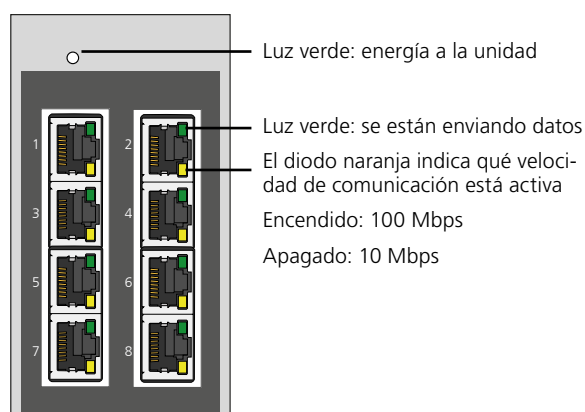 Luz verde: energía a la unidad
Luz verde: se están enviando datos
El diodo naranja indica qué veloci-
dad de comunicación está activa
Encendido: 100 Mbps
Apagado: 10 Mbps
1 2
3 4
5 6
7 8